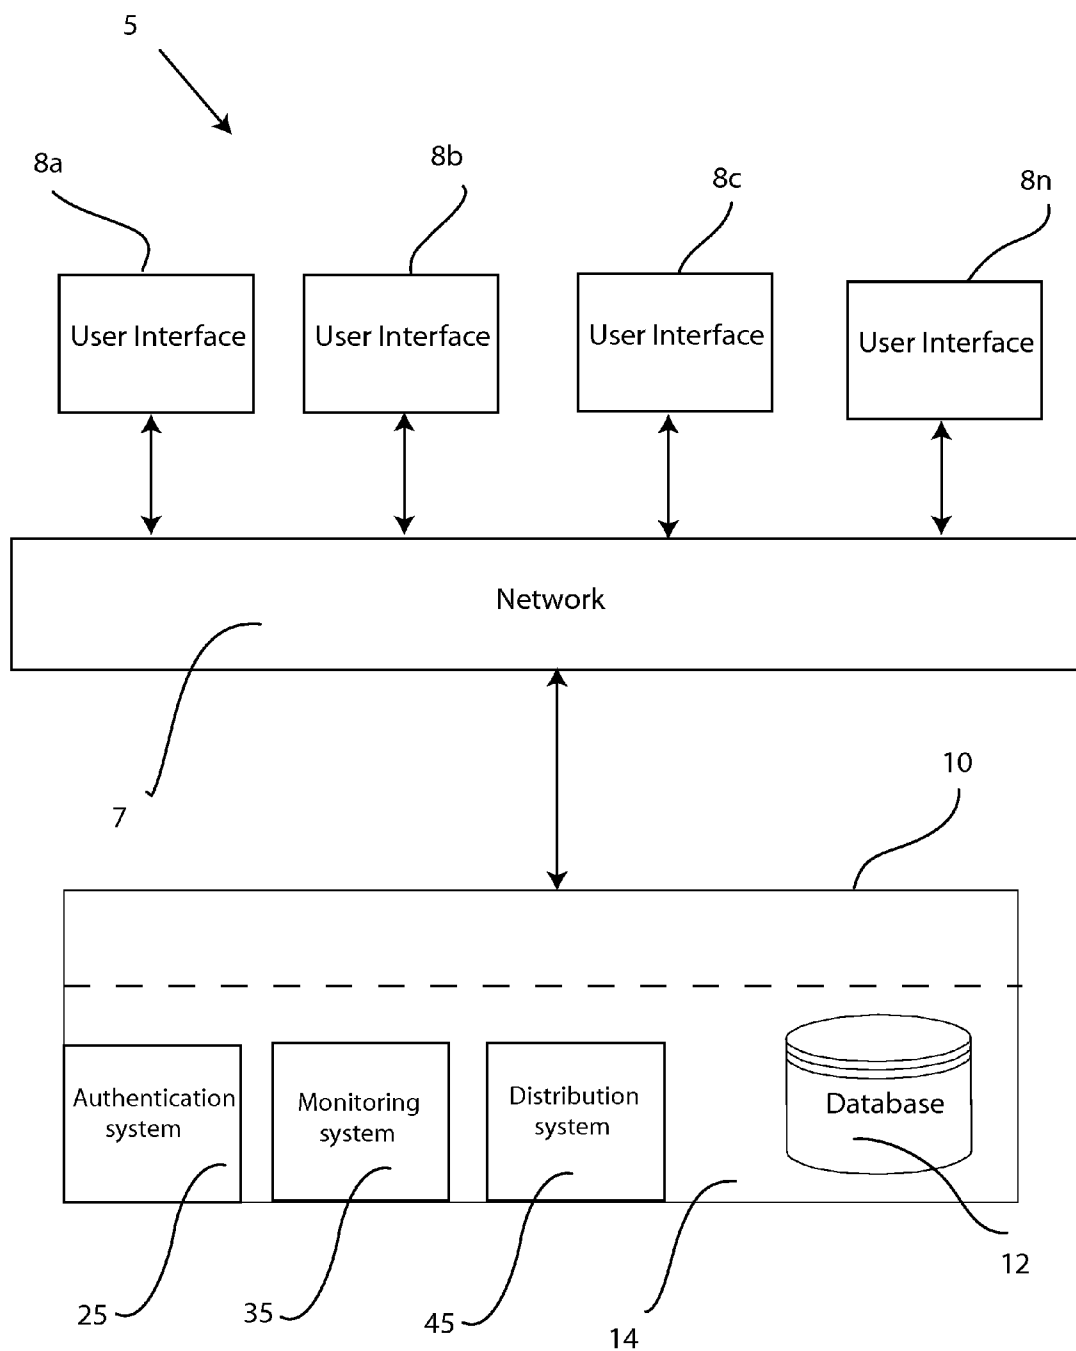 5
8a
8b
8c
8n
User Interface
User Interface
User Interface
User Interface
Network
7
10
Authentication
system
Monitoring
system
Distribution
system
Database
25
35
45
14
12